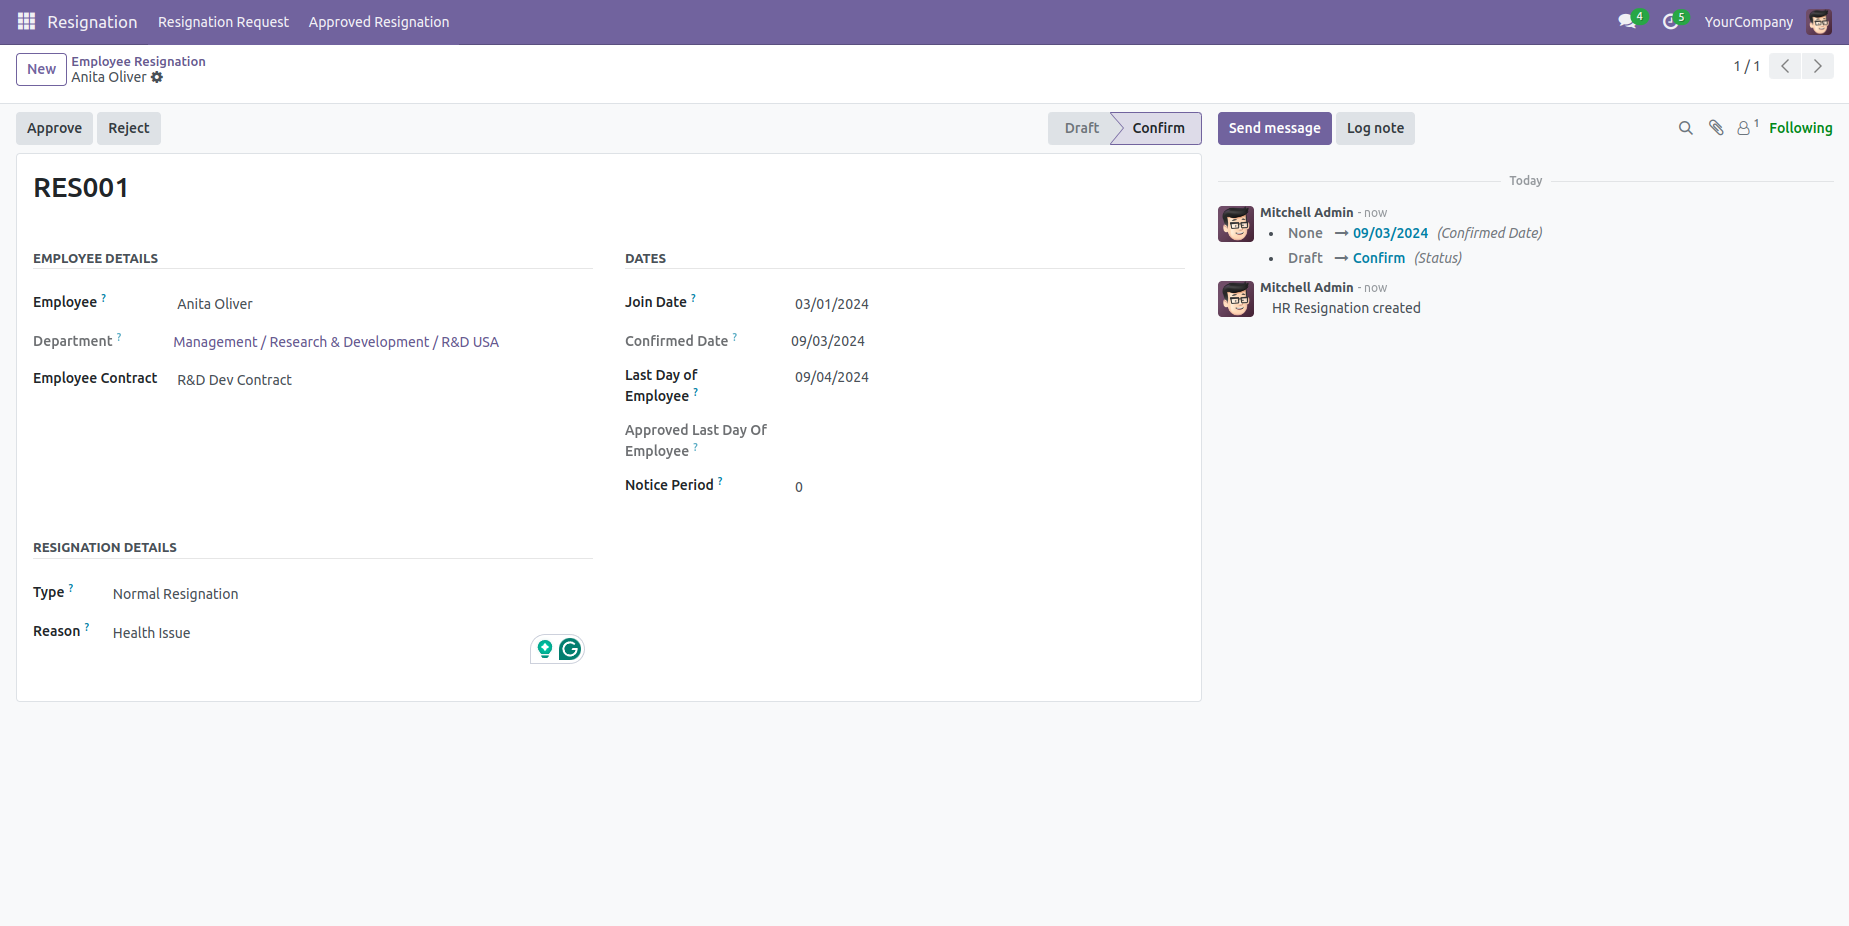 Resignation Resignation Request Approved Resignation 4 5 YourCompany
New Employee Resignation
Anita Oliver
1 / 1
Approve Reject Draft Confirm Send message Log note 1 Following
RES001
EMPLOYEE DETAILS
Employee ? Anita Oliver
Department ? Management / Research & Development / R&D USA
Employee Contract R&D Dev Contract
DATES
Join Date ? 03/01/2024
Confirmed Date ? 09/03/2024
Last Day of
Employee ? 09/04/2024
Approved Last Day Of
Employee ?
Notice Period ? 0
RESIGNATION DETAILS
Type ? Normal Resignation
Reason ? Health Issue
Today
Mitchell Admin - now
• None → 09/03/2024 (Confirmed Date)
• Draft → Confirm (Status)
Mitchell Admin - now
HR Resignation created